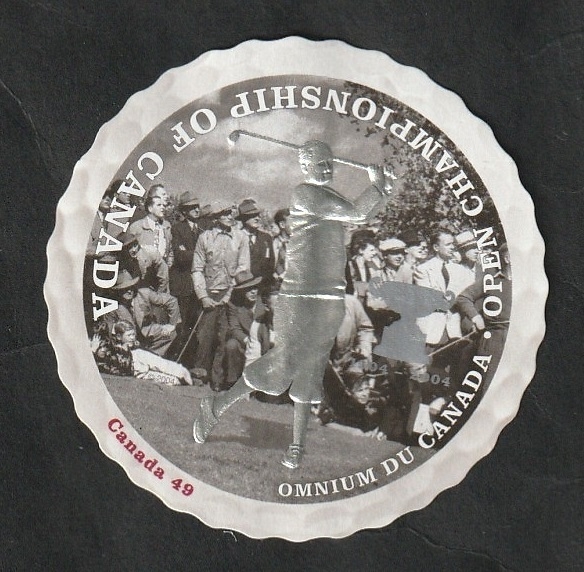 OMNIUM DU CANADA • OPEN CHAMPIONSHIP OF CANADA
Canada 49